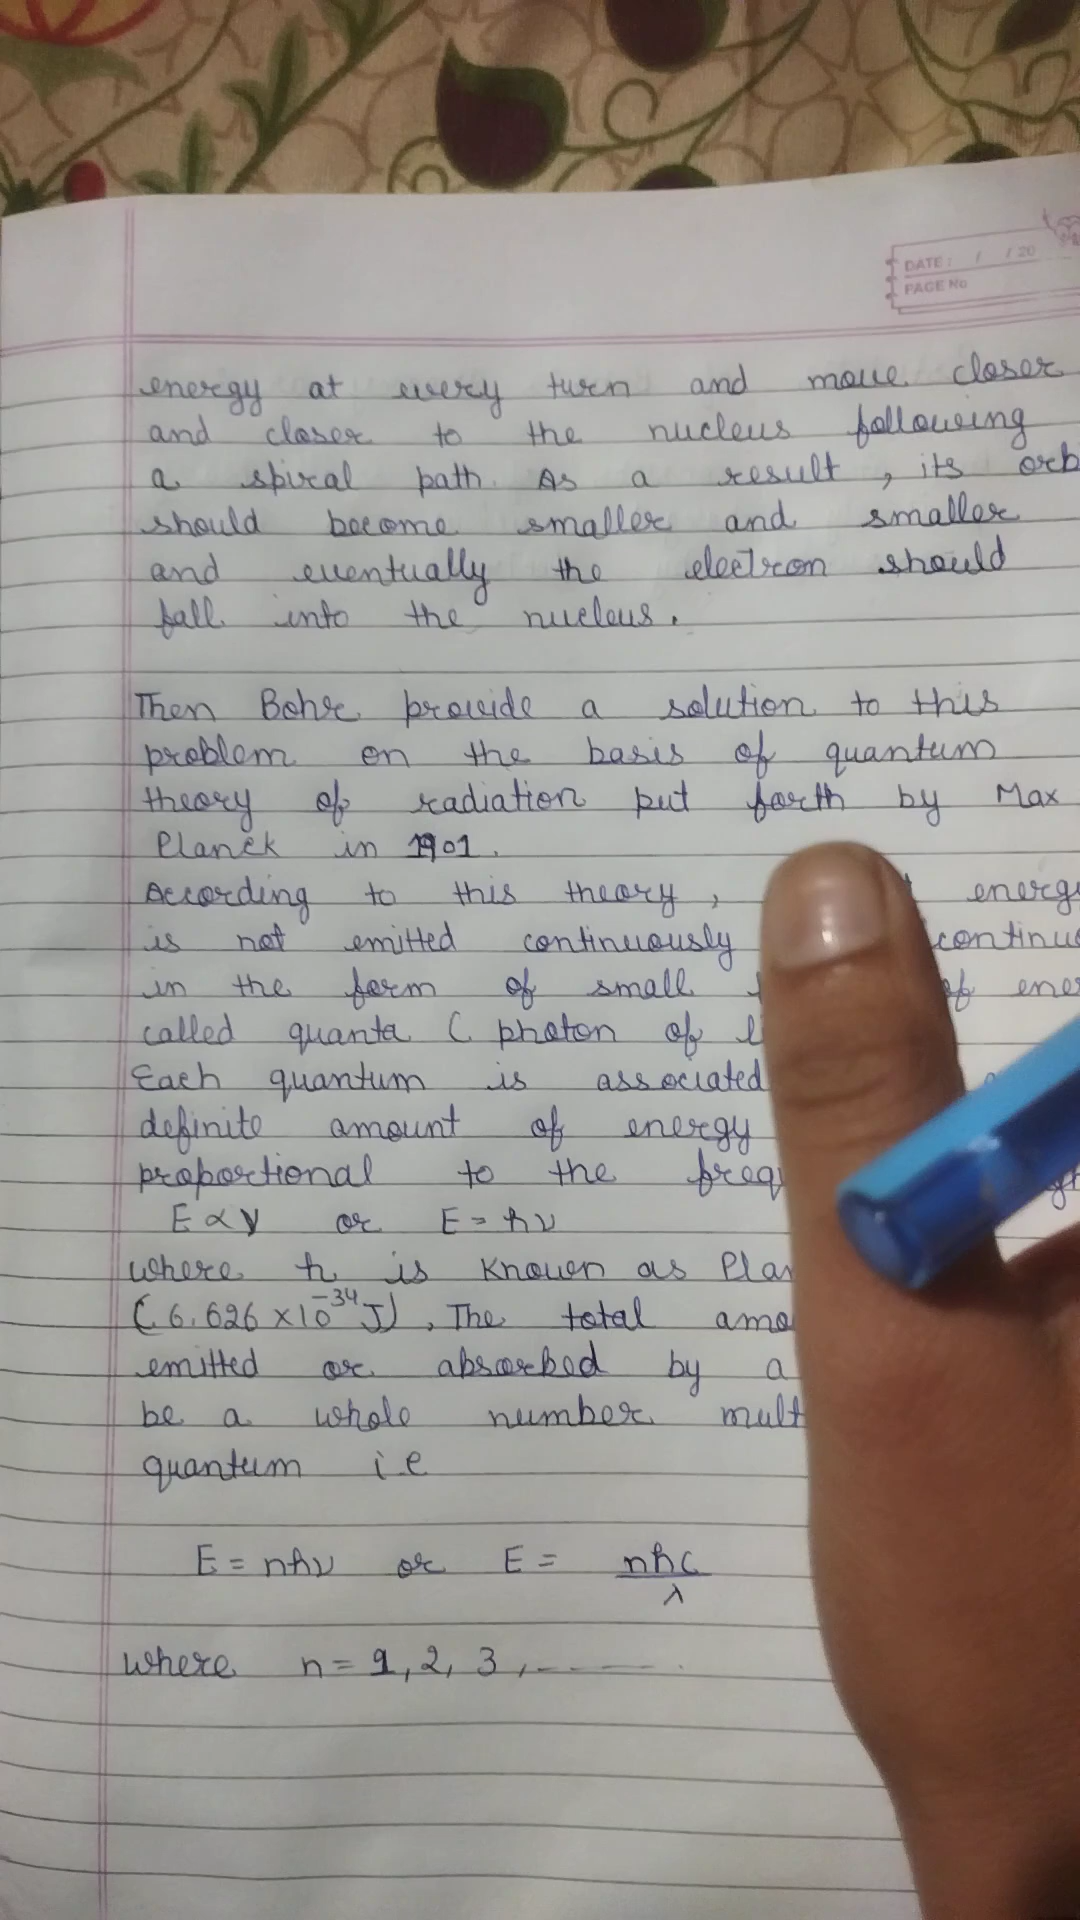 DATE : / / 20
PAGE No
energy at every turn and move closer
and closer to the nucleus following
a spiral path. As a result, its
should become smaller and smaller
and eventually the electron should
fall into the nucleus.
Then Bohr provide a solution to this
problem on the basis of quantum
theory of radiation put forth by Max
Planck in 1901.
According to this theory,
is not emitted continuously
in the form of small of
called quanta ( photon of
Each quantum is associated
definite amount of energy
proportional to the
E ∝ ν or E = hν
where h is known as
(6.626 ×10⁻³⁴J). The total
emitted or absorbed by a
be a whole number
quantum i.e
E = nhν or E = nhc
λ
where n = 1, 2, 3, - - - - -